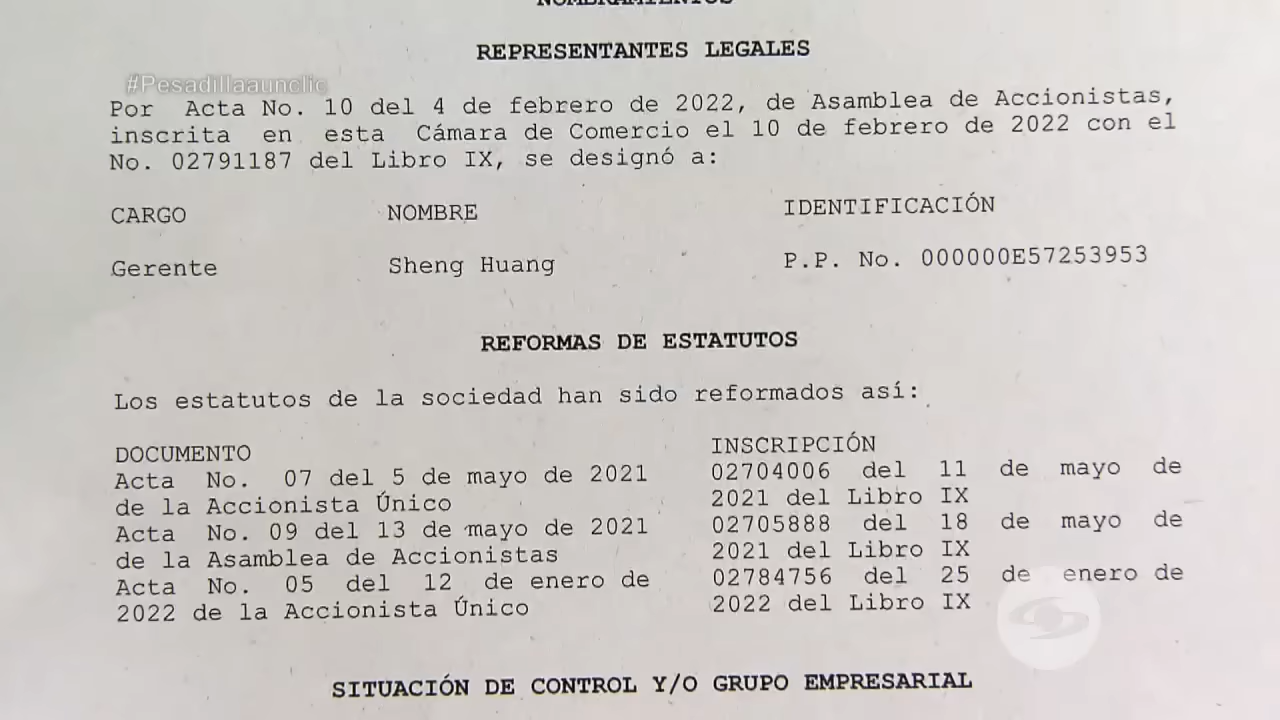 NOMBRAMIENTOS
REPRESENTANTES LEGALES
#Pesadillaaunclic
Por Acta No. 10 del 4 de febrero de 2022, de Asamblea de Accionistas,
inscrita en esta Cámara de Comercio el 10 de febrero de 2022 con el
No. 02791187 del Libro IX, se designó a:
CARGO NOMBRE IDENTIFICACIÓN
Gerente Sheng Huang P.P. No. 000000E57253953
REFORMAS DE ESTATUTOS
Los estatutos de la sociedad han sido reformados así:
DOCUMENTO INSCRIPCIÓN
Acta No. 07 del 5 de mayo de 2021 02704006 del 11 de mayo de
de la Accionista Único 2021 del Libro IX
Acta No. 09 del 13 de mayo de 2021 02705888 del 18 de mayo de
de la Asamblea de Accionistas 2021 del Libro IX
Acta No. 05 del 12 de enero de 02784756 del 25 de enero de
2022 de la Accionista Único 2022 del Libro IX
SITUACIÓN DE CONTROL Y/O GRUPO EMPRESARIAL